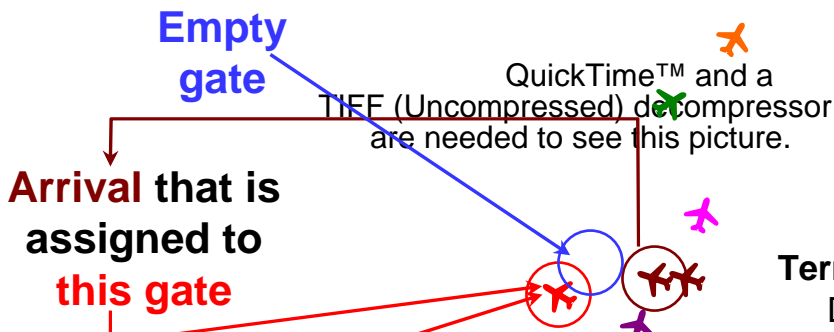 Empty
gate
QuickTime™ and a
TIFF (Uncompressed) decompressor
are needed to see this picture.
Arrival that is
assigned to
this gate